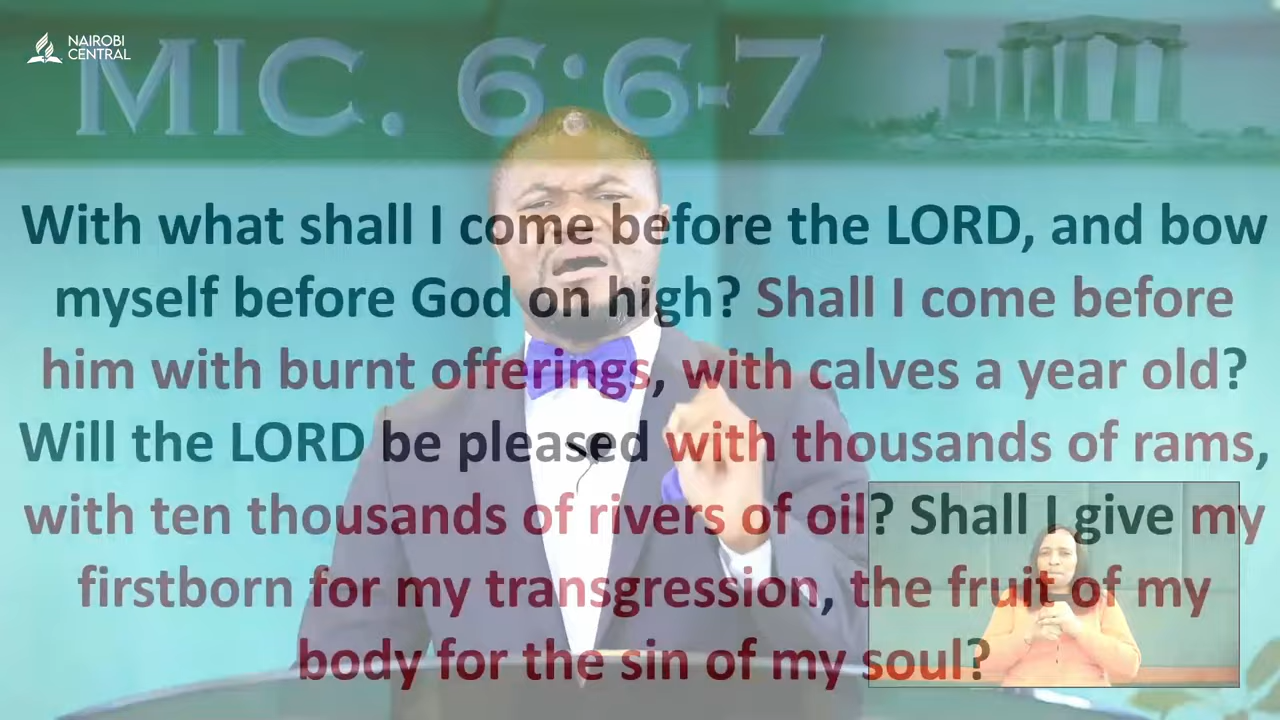 NAIROBI
CENTRAL
MIC. 6:6-7
With what shall I come before the LORD, and bow
myself before God on high? Shall I come before
him with burnt offerings, with calves a year old?
Will the LORD be pleased with thousands of rams,
with ten thousands of rivers of oil? Shall I give my
firstborn for my transgression, the fruit of my
body for the sin of my soul?